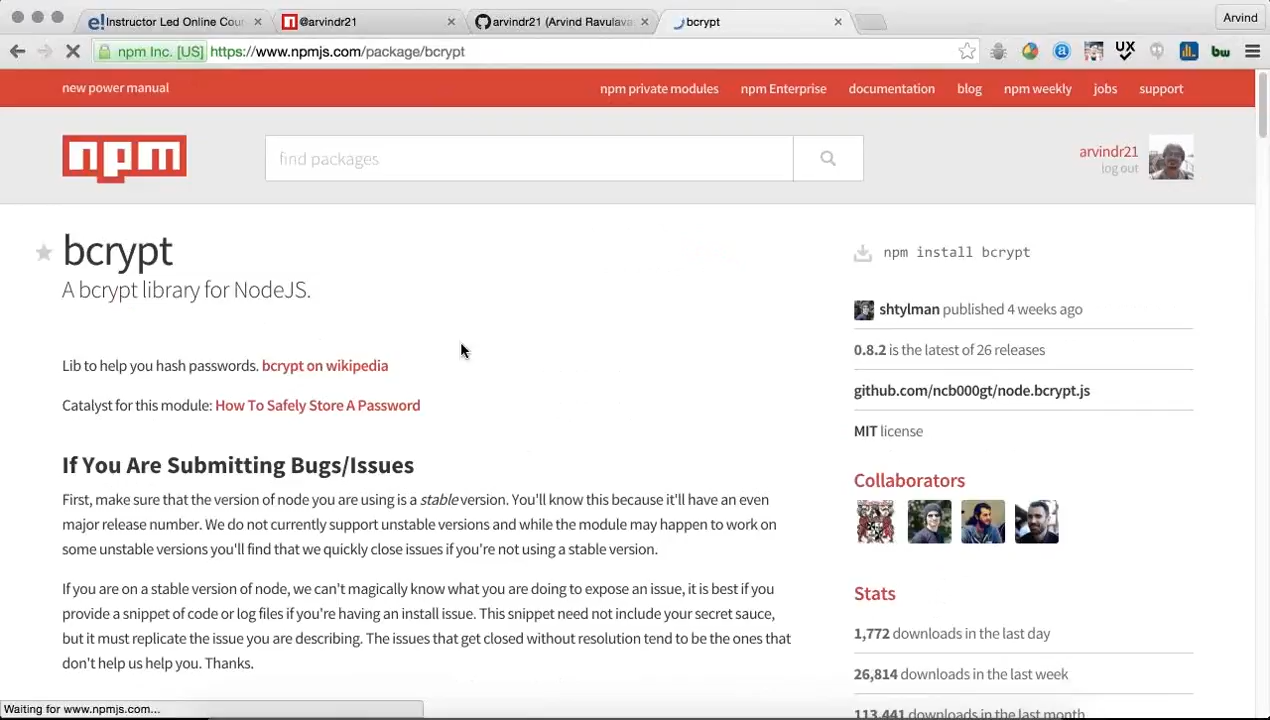 Instructor Led Online Cour
@arvindr21
arvindr21 (Arvind Ravulava
bcrypt
Arvind
npm Inc. [US]
https://www.npmjs.com/package/bcrypt
UX
bw
new power manual
npm private modules
npm Enterprise
documentation
blog
npm weekly
jobs
support
npm
find packages
arvindr21
log out
bcrypt
A bcrypt library for NodeJS.
Lib to help you hash passwords. bcrypt on wikipedia
Catalyst for this module: How To Safely Store A Password
If You Are Submitting Bugs/Issues
First, make sure that the version of node you are using is a stable version. You'll know this because it'll have an even
major release number. We do not currently support unstable versions and while the module may happen to work on
some unstable versions you'll find that we quickly close issues if you're not using a stable version.
If you are on a stable version of node, we can't magically know what you are doing to expose an issue, it is best if you
provide a snippet of code or log files if you're having an install issue. This snippet need not include your secret sauce,
but it must replicate the issue you are describing. The issues that get closed without resolution tend to be the ones that
don't help us help you. Thanks.
npm install bcrypt
shtylman published 4 weeks ago
0.8.2 is the latest of 26 releases
github.com/ncb000gt/node.bcrypt.js
MIT license
Collaborators
Stats
1,772 downloads in the last day
26,814 downloads in the last week
113,441 downloads in the last month
Waiting for www.npmjs.com...